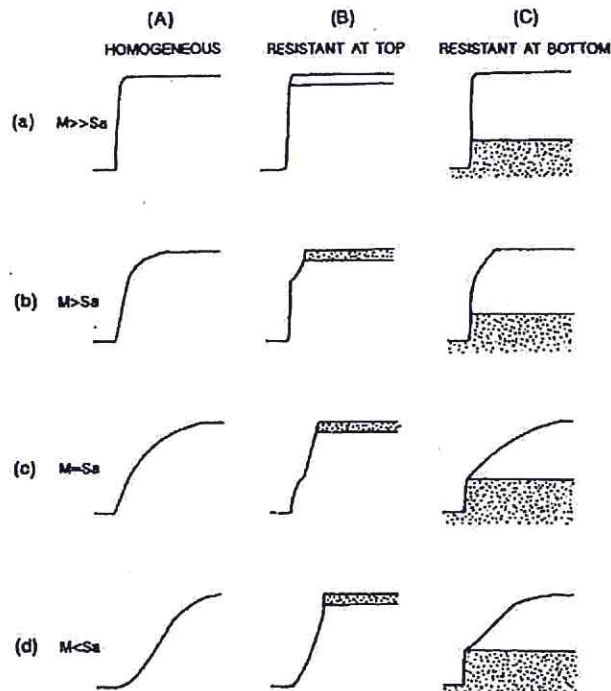 (A) (B) (C)
HOMOGENEOUS RESISTANT AT TOP RESISTANT AT BOTTOM
(a) M>>Sa
(b) M>Sa
(c) M=Sa
(d) M<Sa